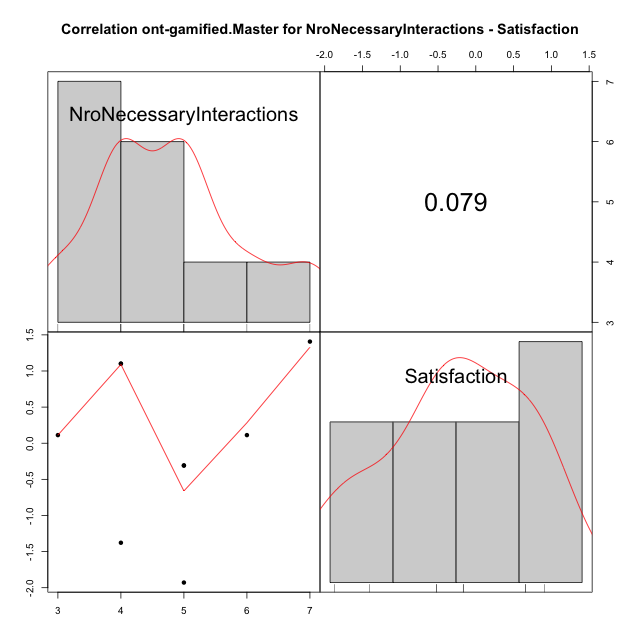 Correlation ont-gamified.Master for NroNecessaryInteractions - Satisfaction
-2.0 -1.5 -1.0 -0.5 0.0 0.5 1.0 1.5
NroNecessaryInteractions
0.079
7
6
5
4
3
1.5
1.0
0.5
0.0
-0.5
-1.0
-1.5
-2.0
Satisfaction
3 4 5 6 7